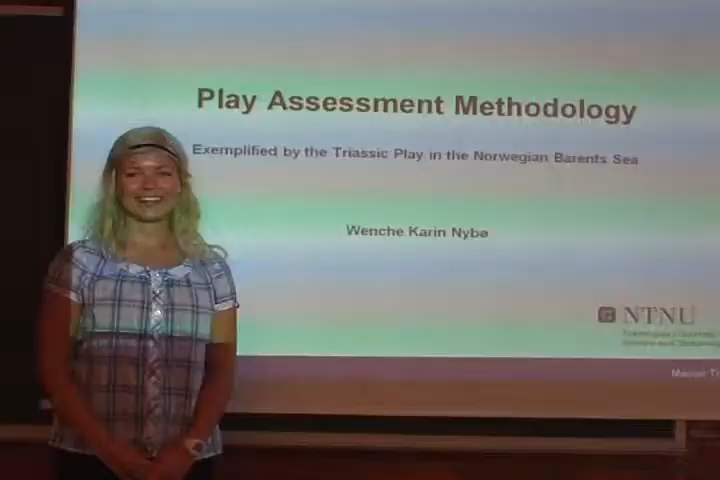 Play Assessment Methodology
Exemplified by the Triassic Play in the Norwegian Barents Sea
Wenche Karin Nybø
NTNU